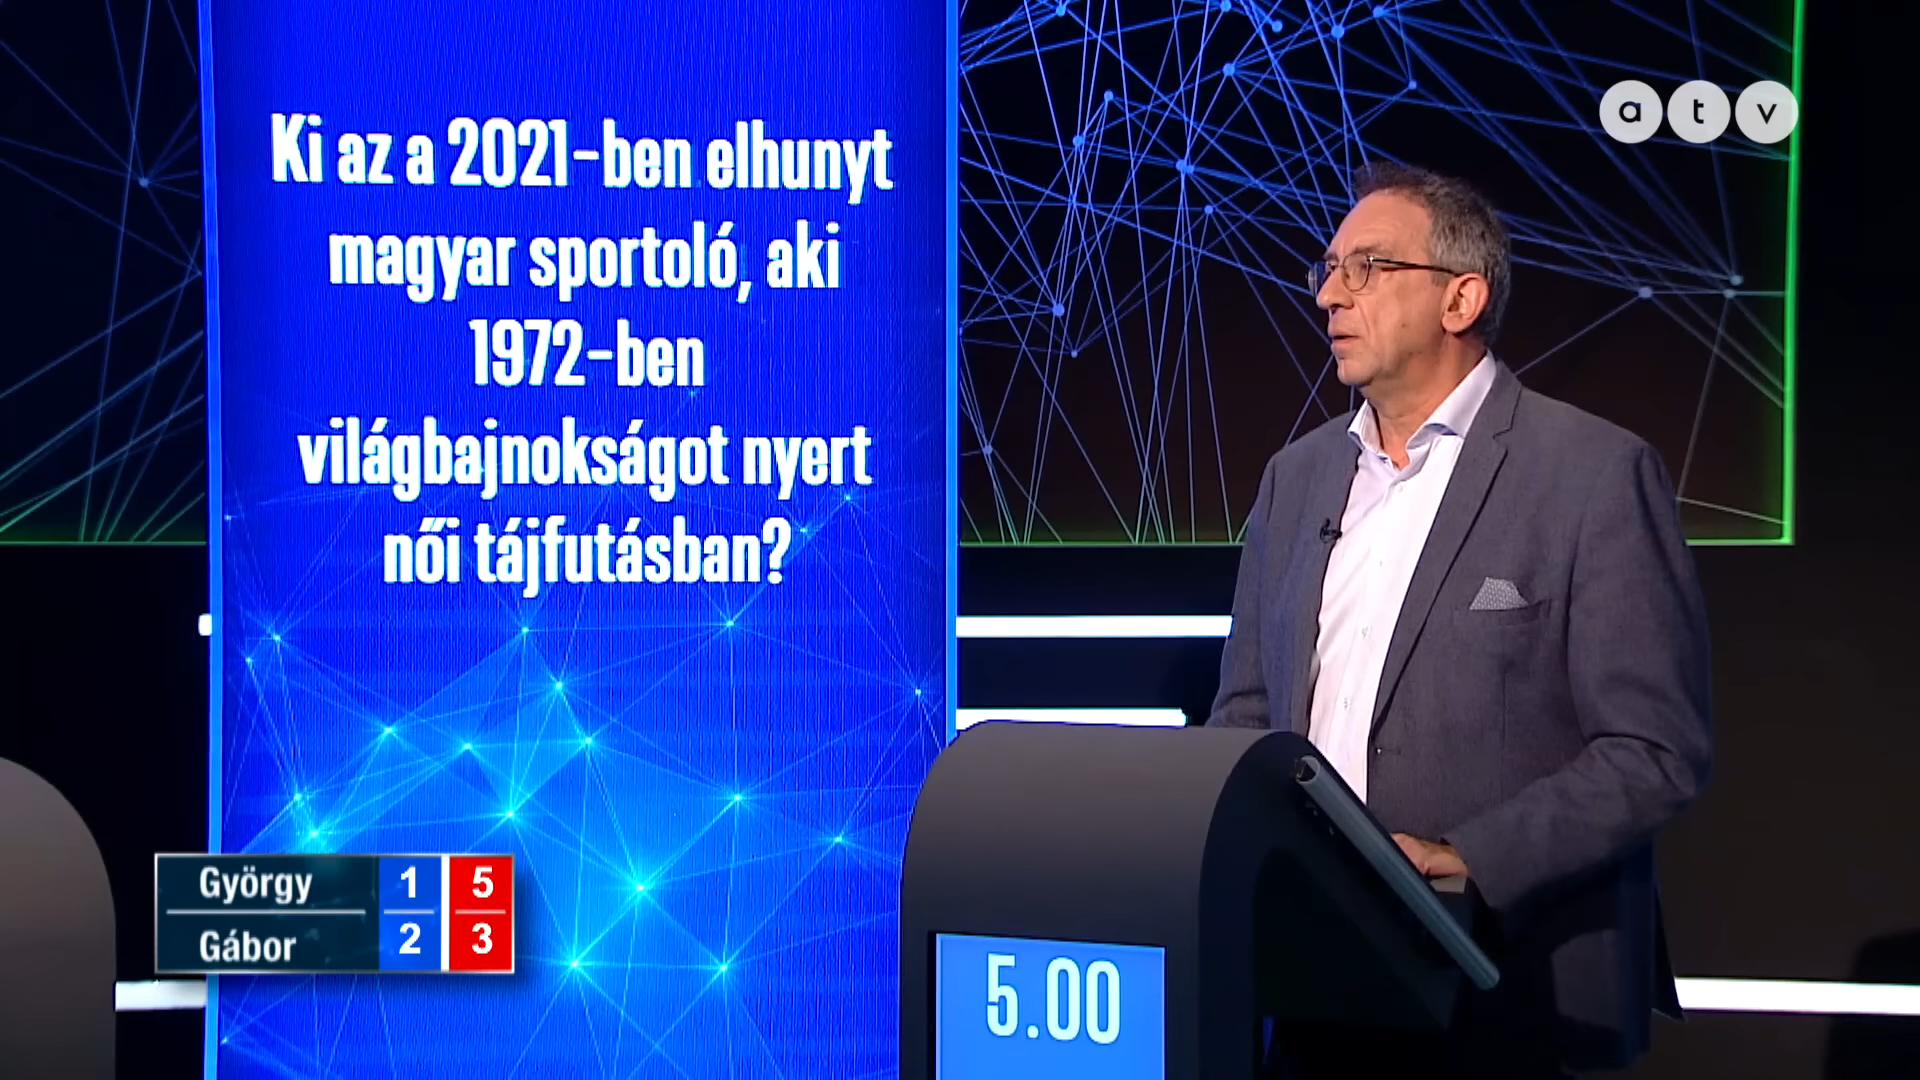 Ki az a 2021-ben elhunyt
magyar sportoló, aki
1972-ben
világbajnokságot nyert
női tájfutásban?
a t v
György 1 5
Gábor 2 3
5.00